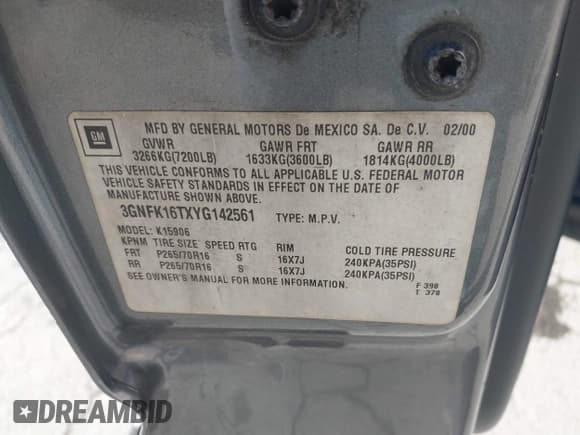 GM
MFD BY GENERAL MOTORS De MEXICO SA. De C.V. 02/00
GVWR GAWR FRT GAWR RR
3266KG(7200LB) 1633KG(3600LB) 1814KG(4000LB)
THIS VEHICLE CONFORMS TO ALL APPLICABLE U.S. FEDERAL MOTOR
VEHICLE SAFETY STANDARDS IN EFFECT ON THE DATE OF
MANUFACTURE SHOWN ABOVE.
3GNFK16TXYG142561 TYPE: M.P.V.
MODEL: K15906
KPNM TIRE SIZE SPEED RTG RIM COLD TIRE PRESSURE
FRT P265/70R16 S 16X7J 240KPA(35PSI)
RR P265/70R16 S 16X7J 240KPA(35PSI)
SEE OWNER'S MANUAL FOR MORE INFORMATION.
F 398
T 378
DREAMBID